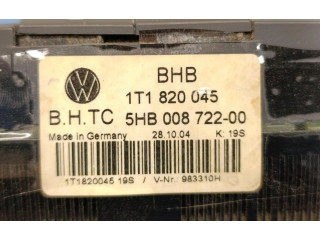 BHB
1T1 820 045
B.H.TC 5HB 008 722-00
Made in Germany 28.10.04 K: 19S
1T1820045 19S / V-Nr.: 983310H